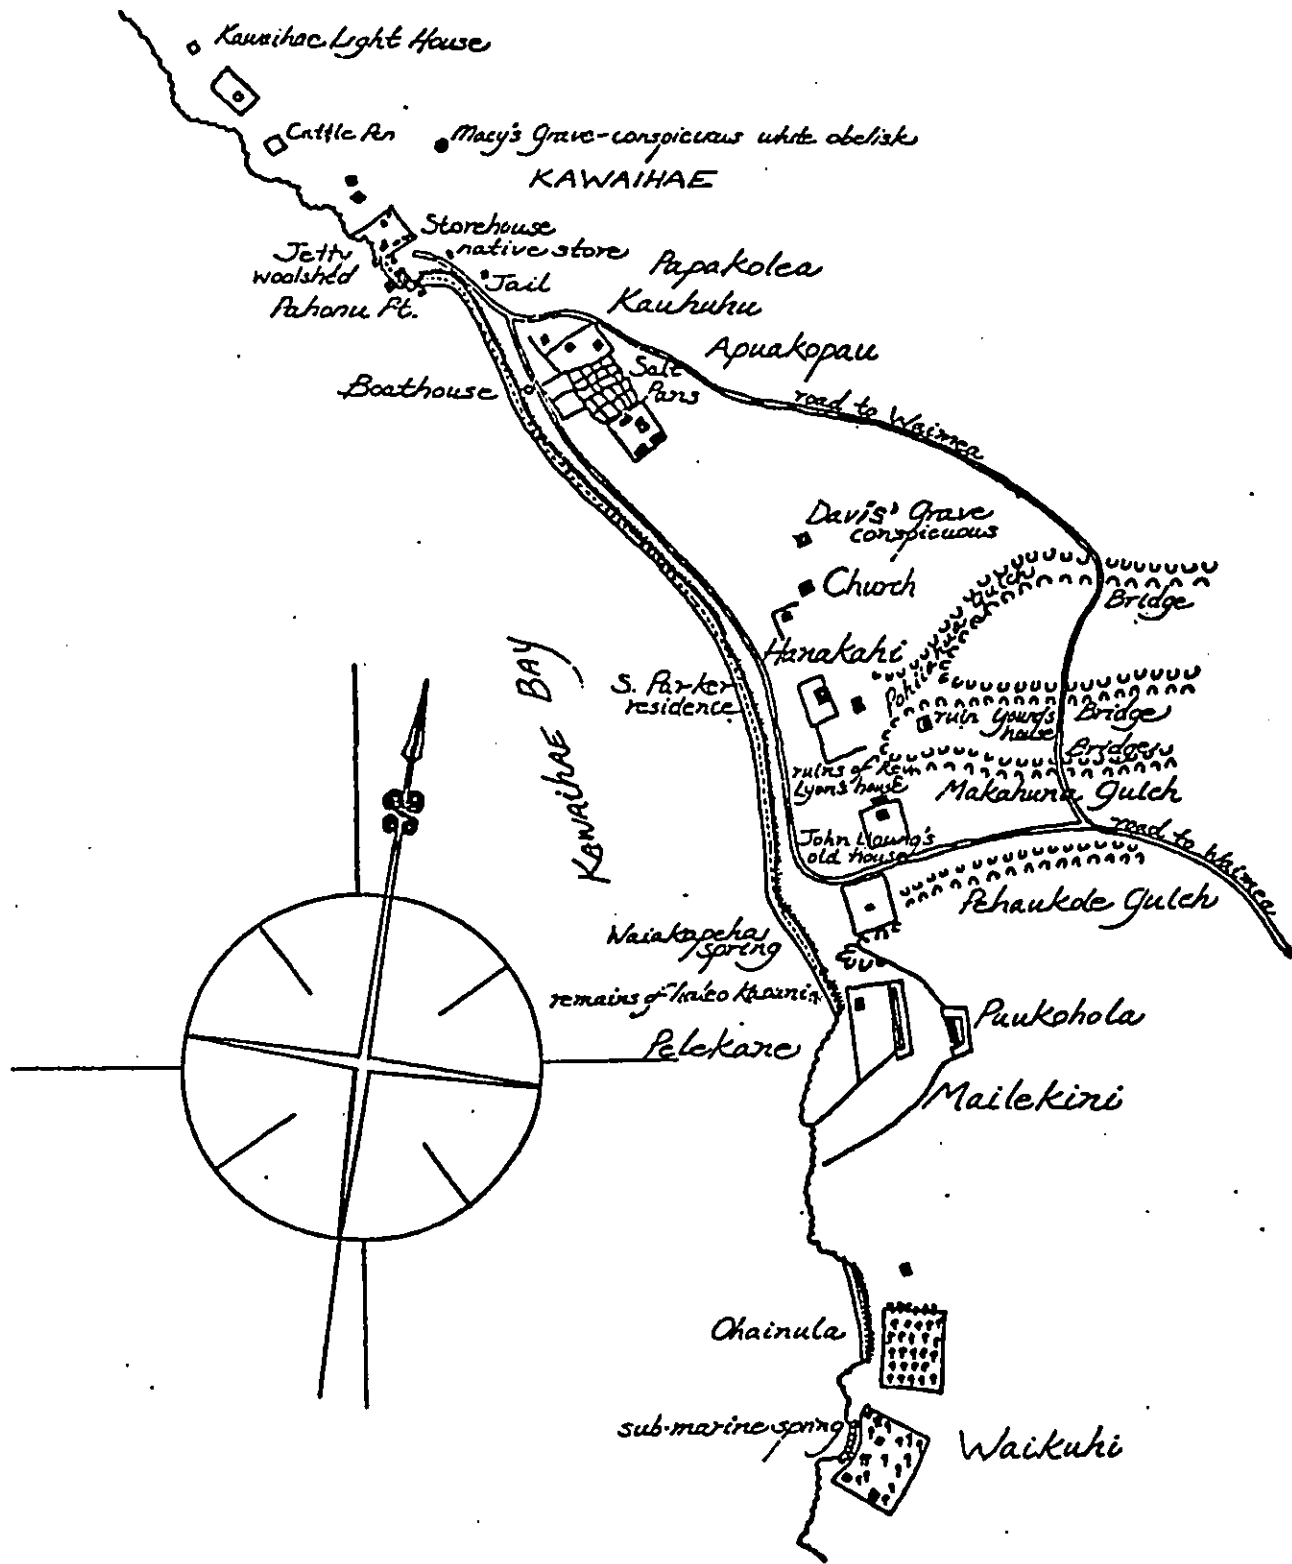 Kawaihae Light House
Cattle Pen
Macy's Grave-conspicuous white obelisk
KAWAIHAE
Storehouse
native store
Jetty
woolshed
Jail
Pahonu Pt.
Papakolea
Kauhuhu
Apuakopau
Salt
Pans
Boathouse
road to Waimea
Davis' Grave
conspicuous
Church
gulch
Bridge
Hanakahi
KAWAIHAE BAY
S. Parker
residence
ruin Young's
house
Bridge
Bridge
ruins of Rev
Lyons house
Makahuna Gulch
John Young's
old house
road to Waimea
Pehaukole Gulch
Waiakapeha
spring
remains of
Puukohola
Pelekane
Mailekini
Ohainula
sub-marine spring
Waikuhi